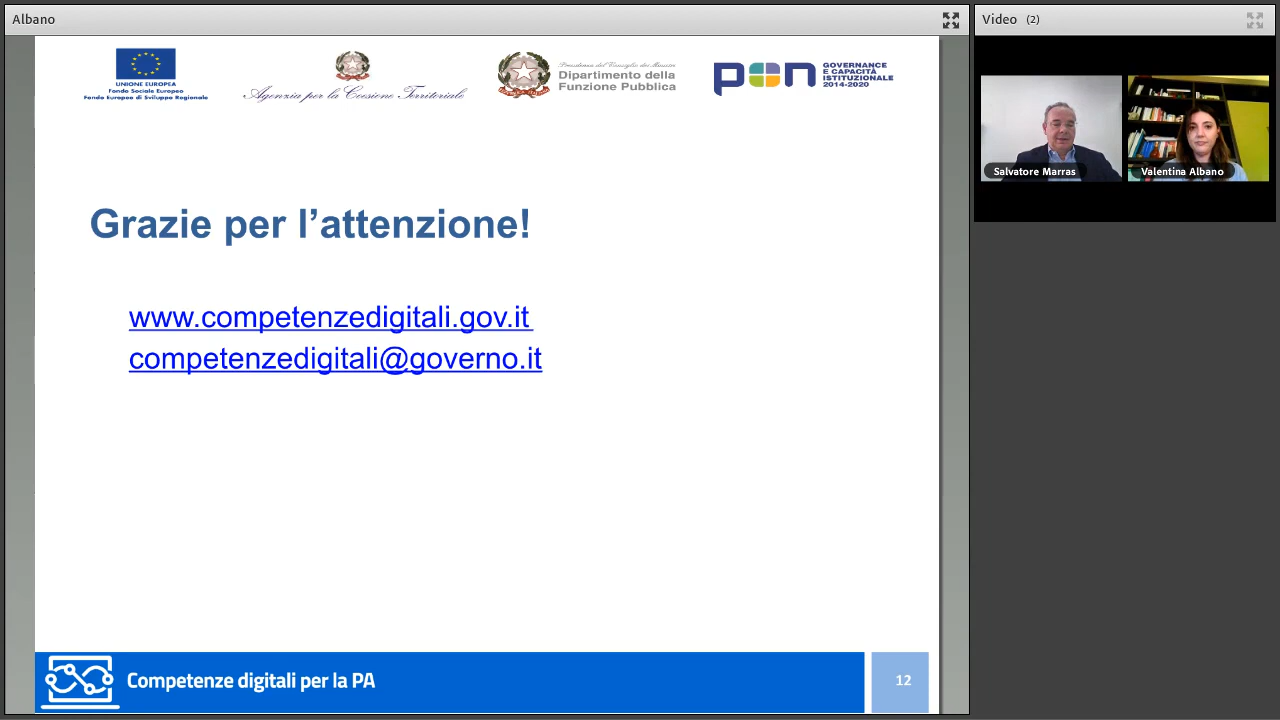 Albano
Video (2)
UNIONE EUROPEA
Fondo Sociale Europeo
Fondo Europeo di Sviluppo Regionale
Agenzia per la Coesione Territoriale
Presidenza del Consiglio dei Ministri
Dipartimento della
Funzione Pubblica
pon
GOVERNANCE
E CAPACITÀ
ISTITUZIONALE
2014-2020
Salvatore Marras
Valentina Albano
Grazie per l’attenzione!
www.competenzedigitali.gov.it
competenzedigitali@governo.it
Competenze digitali per la PA
12